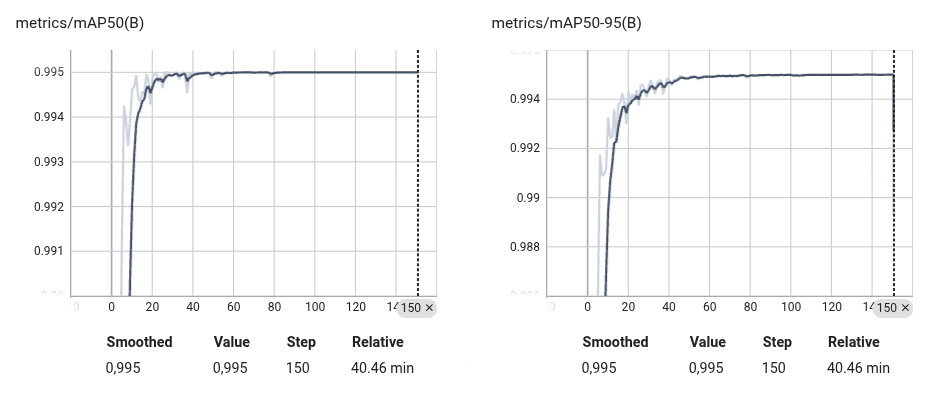 metrics/mAP50(B)
0.995
0.994
0.993
0.992
0.991
0 20 40 60 80 100 120 150 ✕
Smoothed Value Step Relative
0,995 0,995 150 40.46 min
metrics/mAP50-95(B)
0.994
0.992
0.99
0.988
0 20 40 60 80 100 120 150 ✕
Smoothed Value Step Relative
0,995 0,995 150 40.46 min